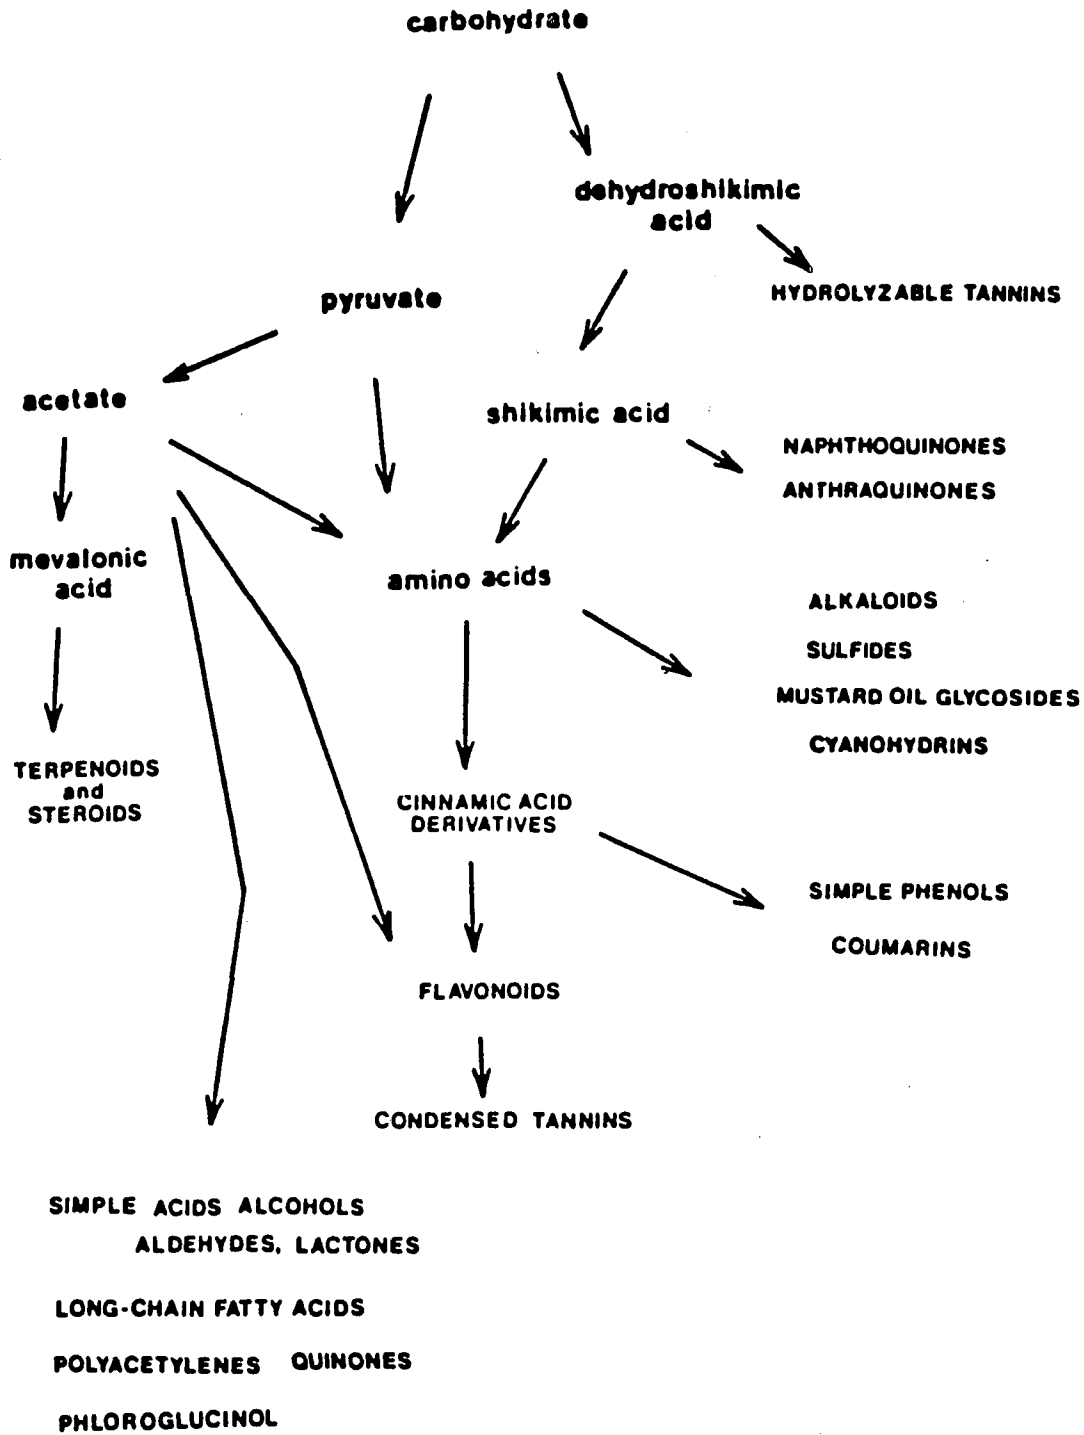 carbohydrate
dehydroshikimic
acid
HYDROLYZABLE TANNINS
pyruvate
acetate
shikimic acid
NAPHTHOQUINONES
ANTHRAQUINONES
mevalonic
acid
amino acids
ALKALOIDS
SULFIDES
MUSTARD OIL GLYCOSIDES
CYANOHYDRINS
TERPENOIDS
and
STEROIDS
CINNAMIC ACID
DERIVATIVES
SIMPLE PHENOLS
COUMARINS
FLAVONOIDS
CONDENSED TANNINS
SIMPLE ACIDS ALCOHOLS
ALDEHYDES, LACTONES
LONG-CHAIN FATTY ACIDS
POLYACETYLENES QUINONES
PHLOROGLUCINOL